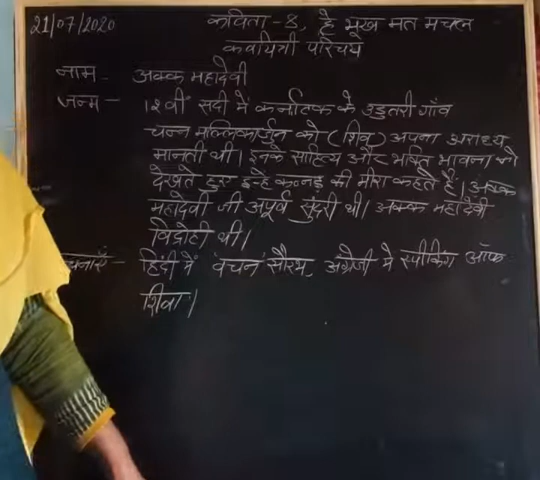 21/07/2020 कविता - 8, हे भूख मत मचल
कवयित्री परिचय
नाम - अक्क महादेवी
जन्म - 12वीं सदी में कर्नाटक के उडुतरी गाँव
चन्न मल्लिकार्जुन को (शिव) अपना अराध्य
मानती थी। इनके साहित्य और भक्ति भावना को
देखते हुए इन्हे कन्नड़ की मीरा कहते हैं। अक्क
महादेवी जी अपूर्व सुंदरी थी। अक्क महादेवी
विद्रोही थी।
रचनाएँ - हिंदी में वचन सौरभ, अंग्रेजी मे स्पीकिंग ऑफ
शिवा।